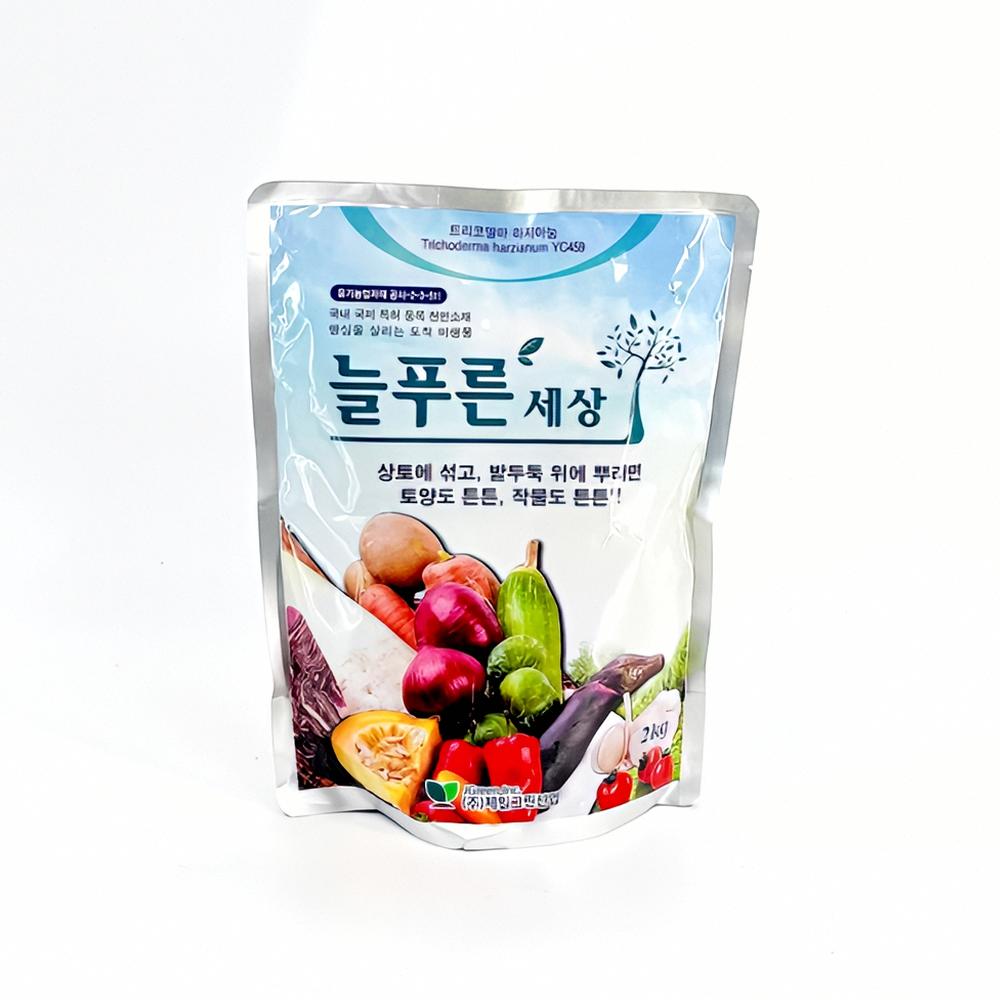 트리코델마 하지아눔
Trichoderma harzianum YC459
유기농업자재
국내 국제 특허 등록 천연소재
땅심을 살리는 토착 미생물
늘푸른 세상
상토에 섞고, 밭두둑 위에 뿌리면
토양도 튼튼, 작물도 튼튼!!
2kg
JGreen Inc.
(주)제일그린산업